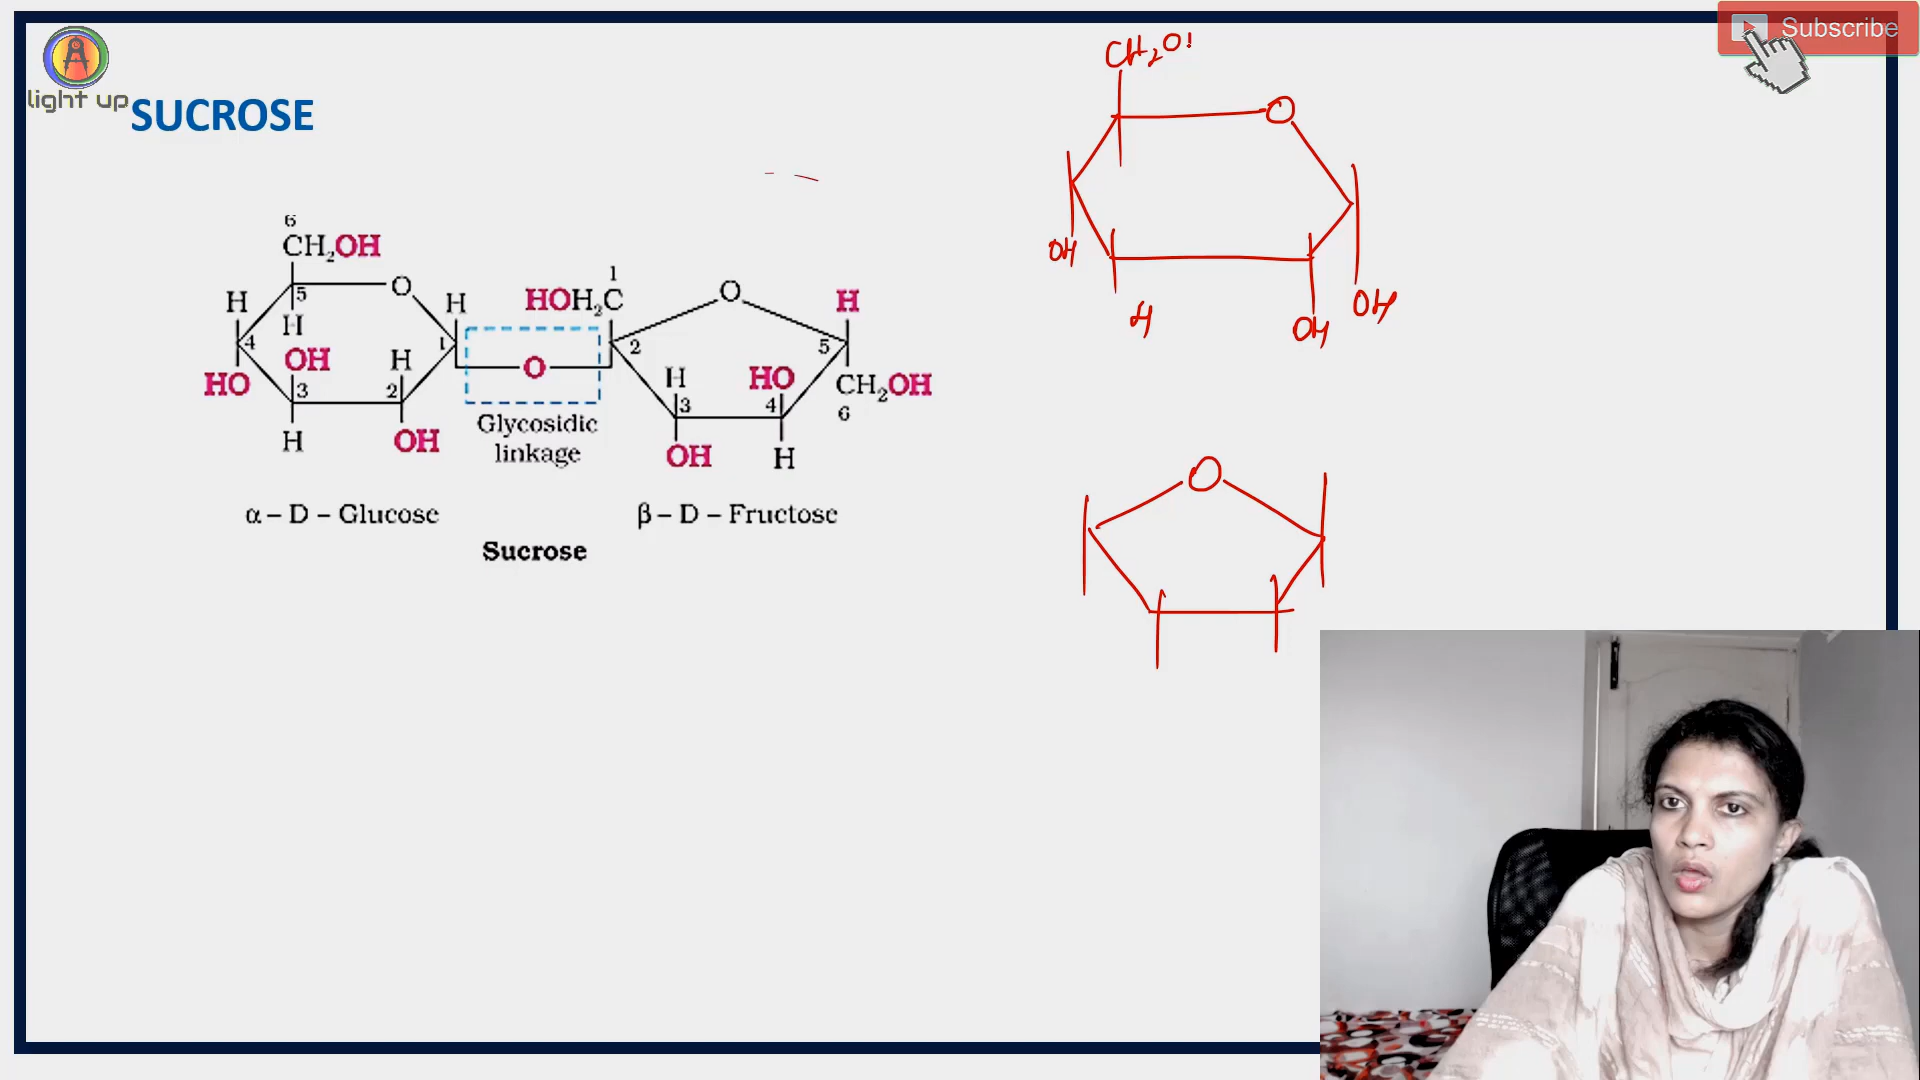 Subscribe
light up
SUCROSE
6
CH₂OH
O
H
5
H
H
4
1
OH
H
HO
3
2
H
OH
O
Glycosidic
linkage
1
HOH₂C
O
H
2
5
H
HO
3
4
CH₂OH
6
OH
H
α – D – Glucose
β – D – Fructose
Sucrose
CH₂O
O
OH
H
OH
OH
O